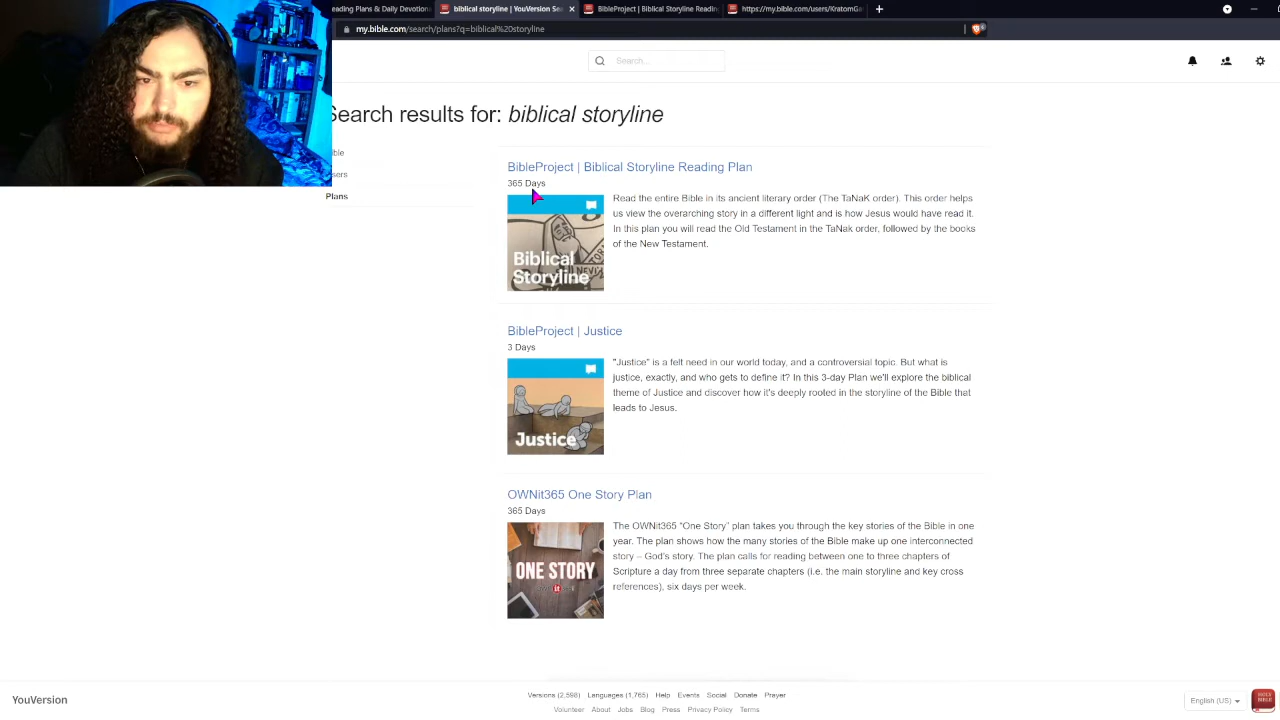 eading Plans & Daily Devotional
biblical storyline | YouVersion Sea
BibleProject | Biblical Storyline Readin
https://my.bible.com/users/KratomGa
my.bible.com/search/plans?q=biblical%20storyline
Search...
Search results for: biblical storyline
ible
sers
Plans
BibleProject | Biblical Storyline Reading Plan
365 Days
Biblical
Storyline
Read the entire Bible in its ancient literary order (The TaNaK order). This order helps
us view the overarching story in a different light and is how Jesus would have read it.
In this plan you will read the Old Testament in the TaNak order, followed by the books
of the New Testament.
BibleProject | Justice
3 Days
Justice
"Justice" is a felt need in our world today, and a controversial topic. But what is
justice, exactly, and who gets to define it? In this 3-day Plan we'll explore the biblical
theme of Justice and discover how it's deeply rooted in the storyline of the Bible that
leads to Jesus.
OWNit365 One Story Plan
365 Days
ONE STORY
The OWNit365 “One Story” plan takes you through the key stories of the Bible in one
year. The plan shows how the many stories of the Bible make up one interconnected
story – God's story. The plan calls for reading between one to three chapters of
Scripture a day from three separate chapters (i.e. the main storyline and key cross
references), six days per week.
YouVersion
Versions (2,598) Languages (1,765) Help Events Social Donate Prayer
Volunteer About Jobs Blog Press Privacy Policy Terms
English (US)
HOLY
BIBLE